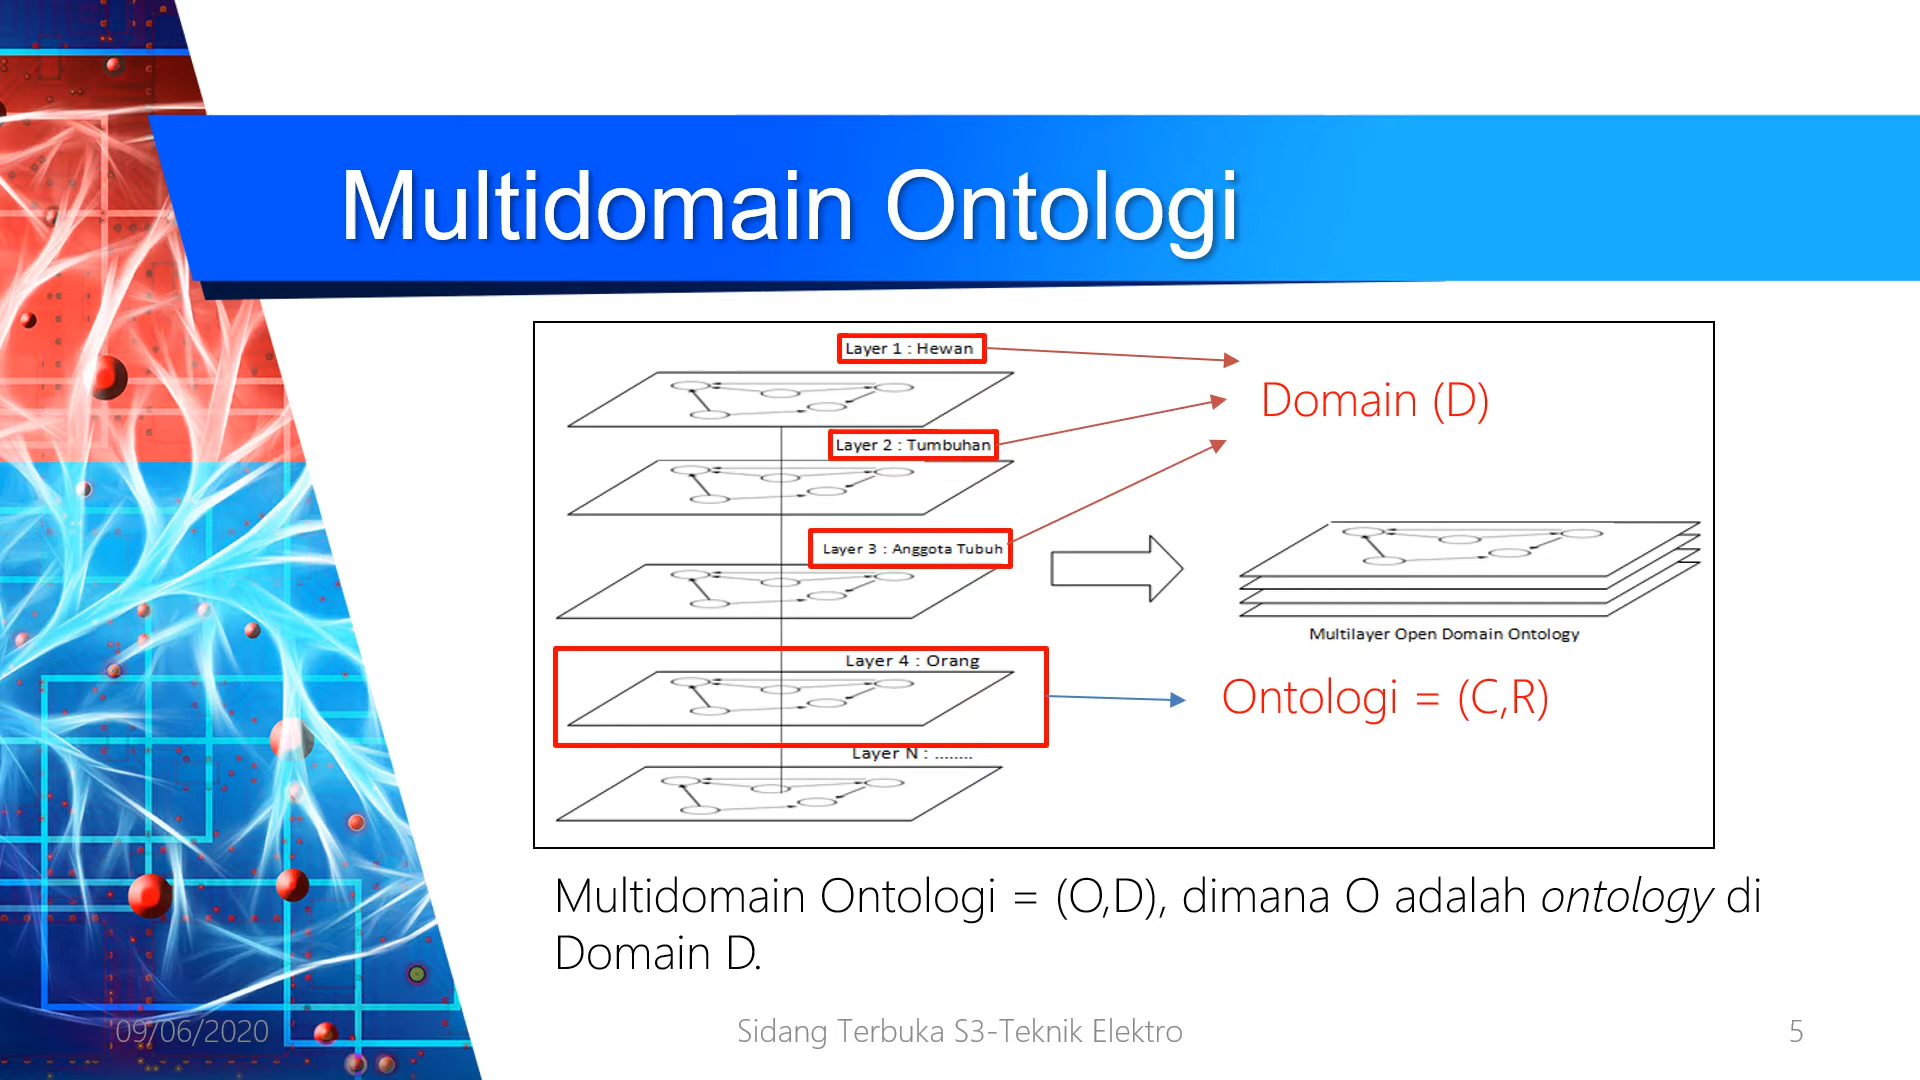 Multidomain Ontologi
Layer 1 : Hewan
Domain (D)
Layer 2 : Tumbuhan
Layer 3 : Anggota Tubuh
Multilayer Open Domain Ontology
Layer 4 : Orang
Ontologi = (C,R)
Layer N : ........
Multidomain Ontologi = (O,D), dimana O adalah ontology di
Domain D.
09/06/2020
Sidang Terbuka S3-Teknik Elektro
5